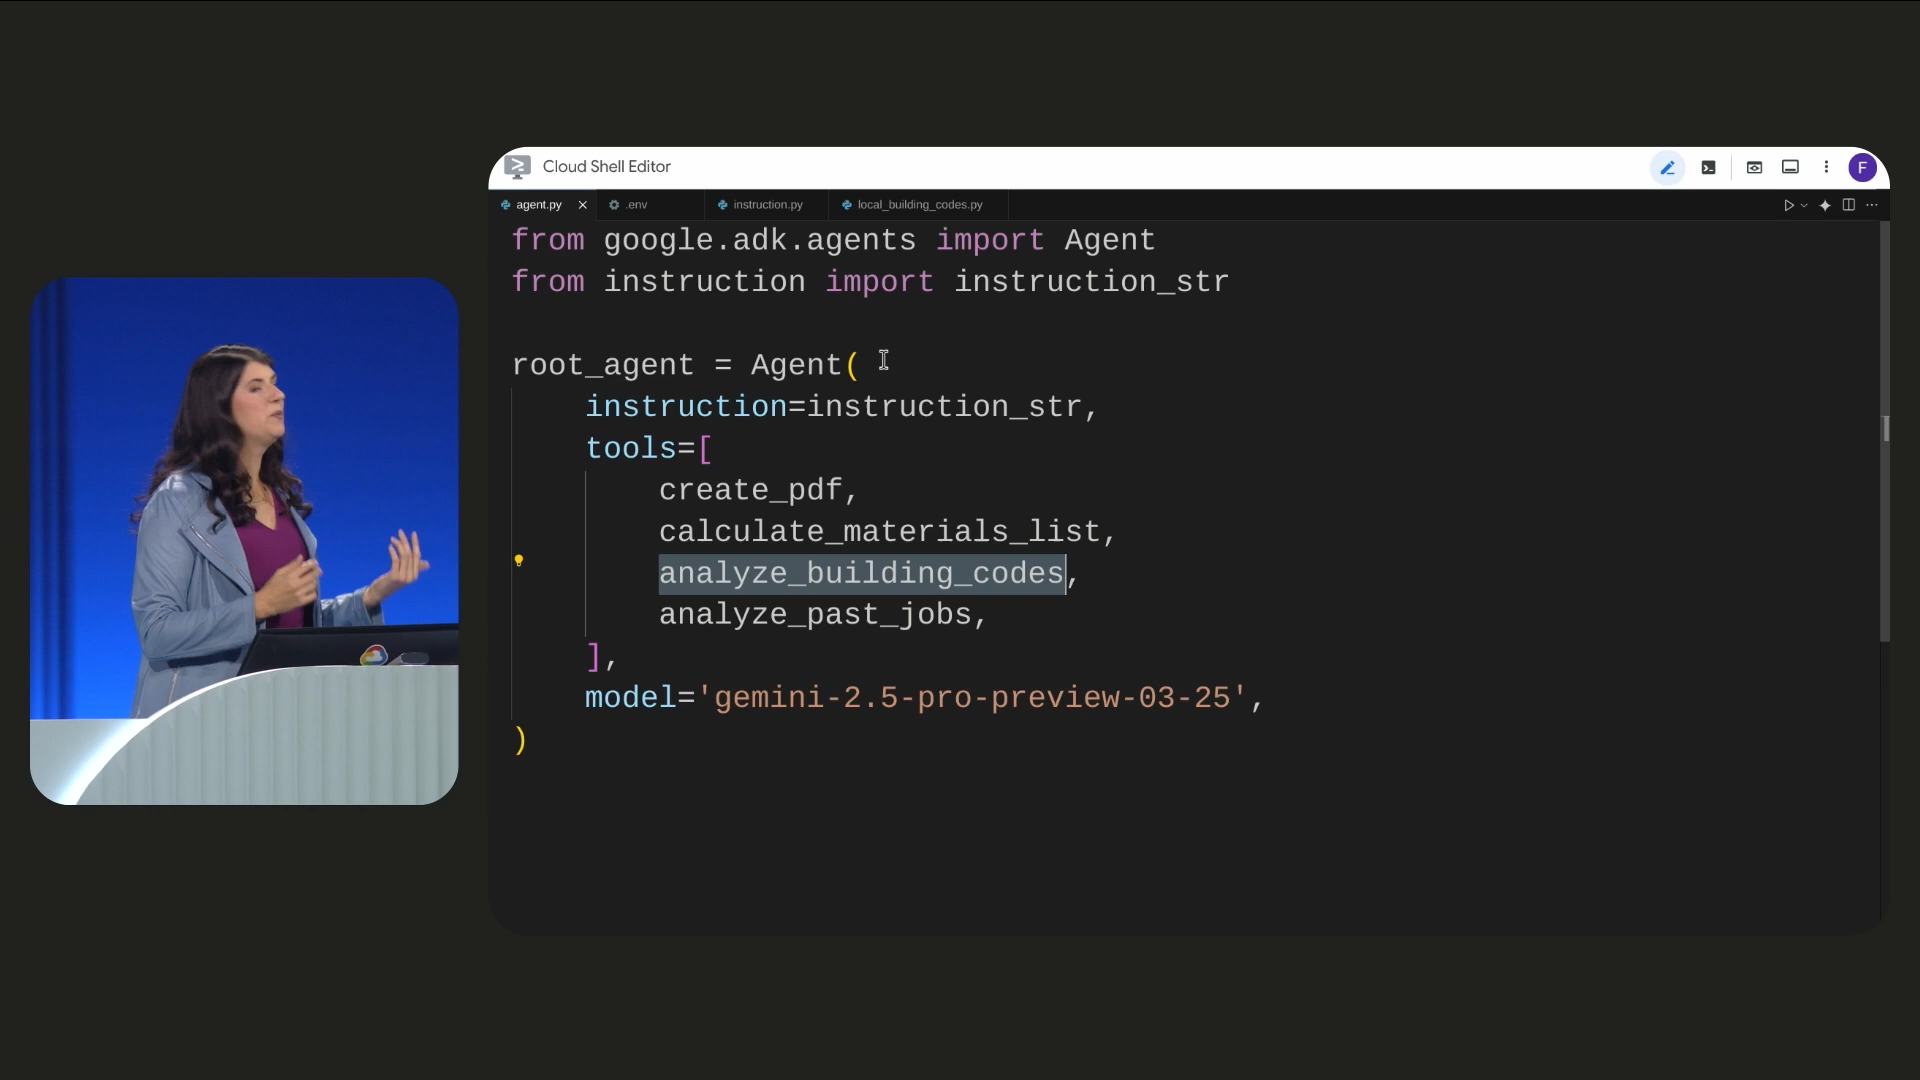 Cloud Shell Editor
F
agent.py
.env
instruction.py
local_building_codes.py
from google.adk.agents import Agent
from instruction import instruction_str
root_agent = Agent(
instruction=instruction_str,
tools=[
create_pdf,
calculate_materials_list,
analyze_building_codes,
analyze_past_jobs,
],
model='gemini-2.5-pro-preview-03-25',
)